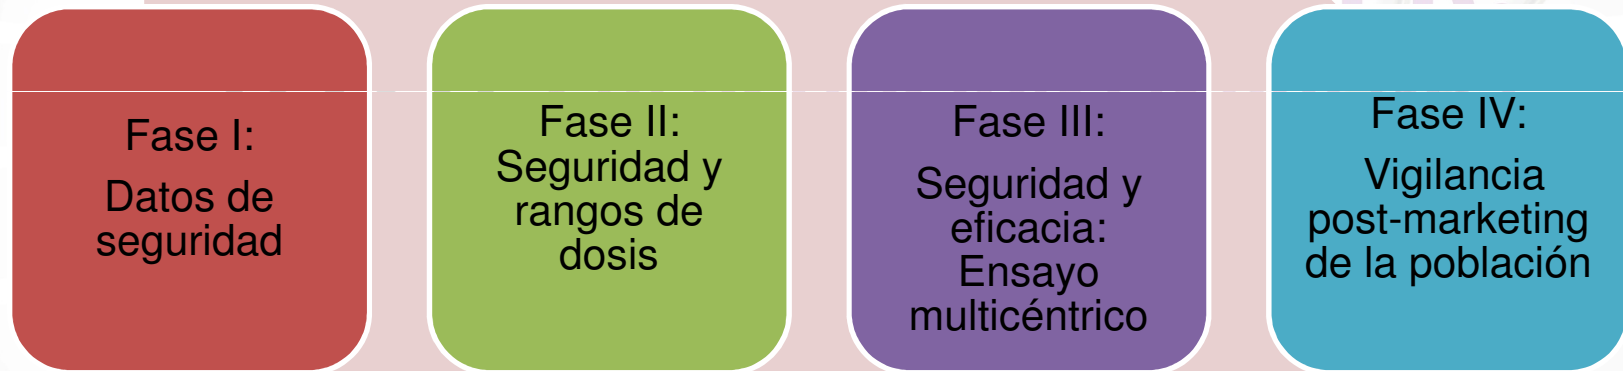 Fase I:
Datos de
seguridad
Fase II:
Seguridad y
rangos de
dosis
Fase III:
Seguridad y
eficacia:
Ensayo
multicéntrico
Fase IV:
Vigilancia
post-marketing
de la población